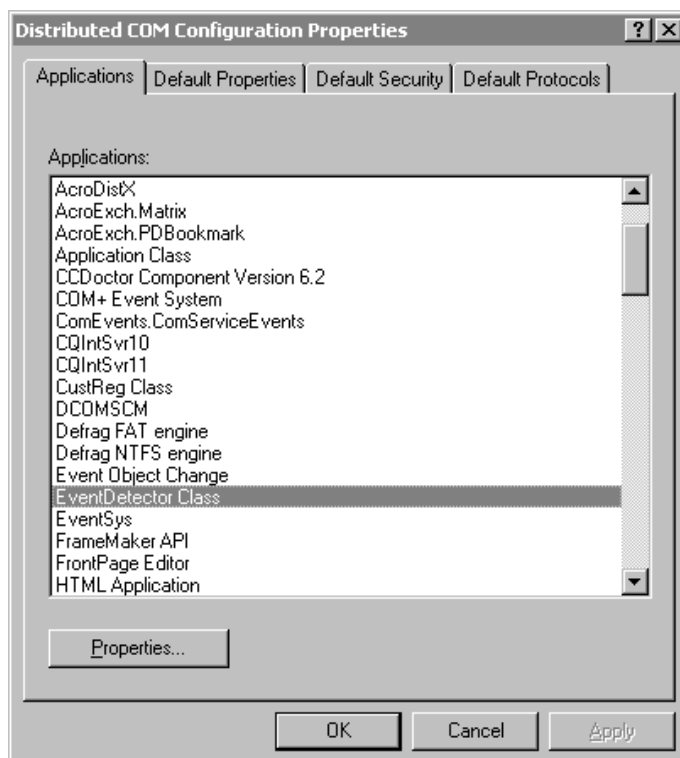 Distributed COM Configuration Properties
Applications
Default Properties
Default Security
Default Protocols
Applications:
AcroDistX
AcroExch.Matrix
AcroExch.PDBookmark
Application Class
CCDoctor Component Version 6.2
COM+ Event System
ComEvents.ComServiceEvents
CQIntSvr10
CQIntSvr11
CustReg Class
DCOMSCM
Defrag FAT engine
Defrag NTFS engine
Event Object Change
EventDetector Class
EventSys
FrameMaker API
FrontPage Editor
HTML Application
Properties...
OK
Cancel
Apply